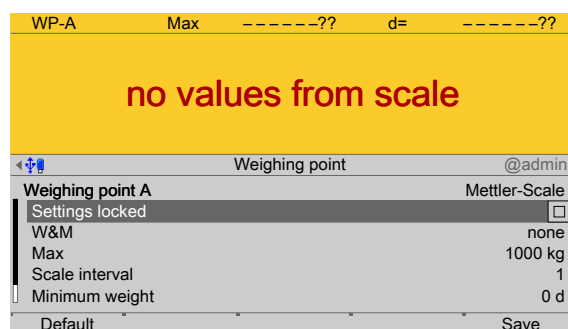 WP-A Max ––––––?? d= ––––––??
no values from scale
Weighing point @admin
Weighing point A Mettler-Scale
Settings locked
W&M none
Max 1000 kg
Scale interval 1
Minimum weight 0 d
Default Save